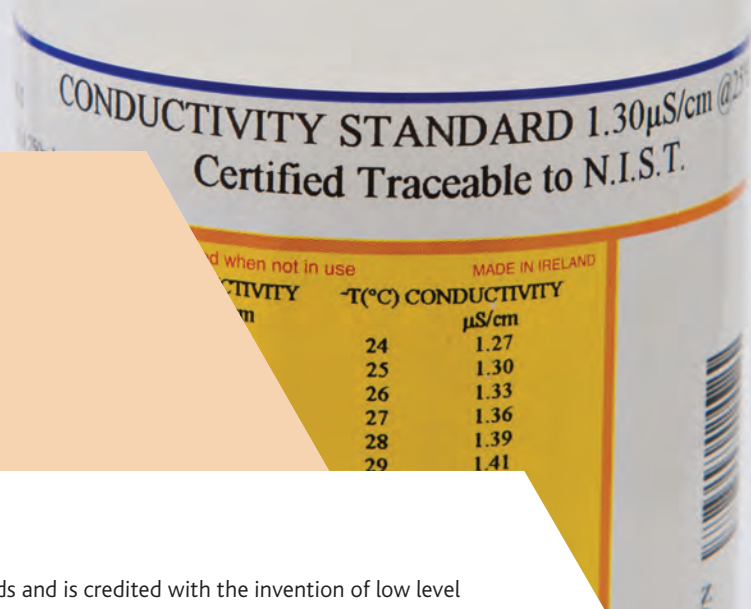 CONDUCTIVITY STANDARD 1.30µS/cm @25
Certified Traceable to N.I.S.T.
when not in use MADE IN IRELAND
T(ºC) CONDUCTIVITY
µS/cm
24 1.27
25 1.30
26 1.33
27 1.36
28 1.39
29 1.41
and is credited with the invention of low level